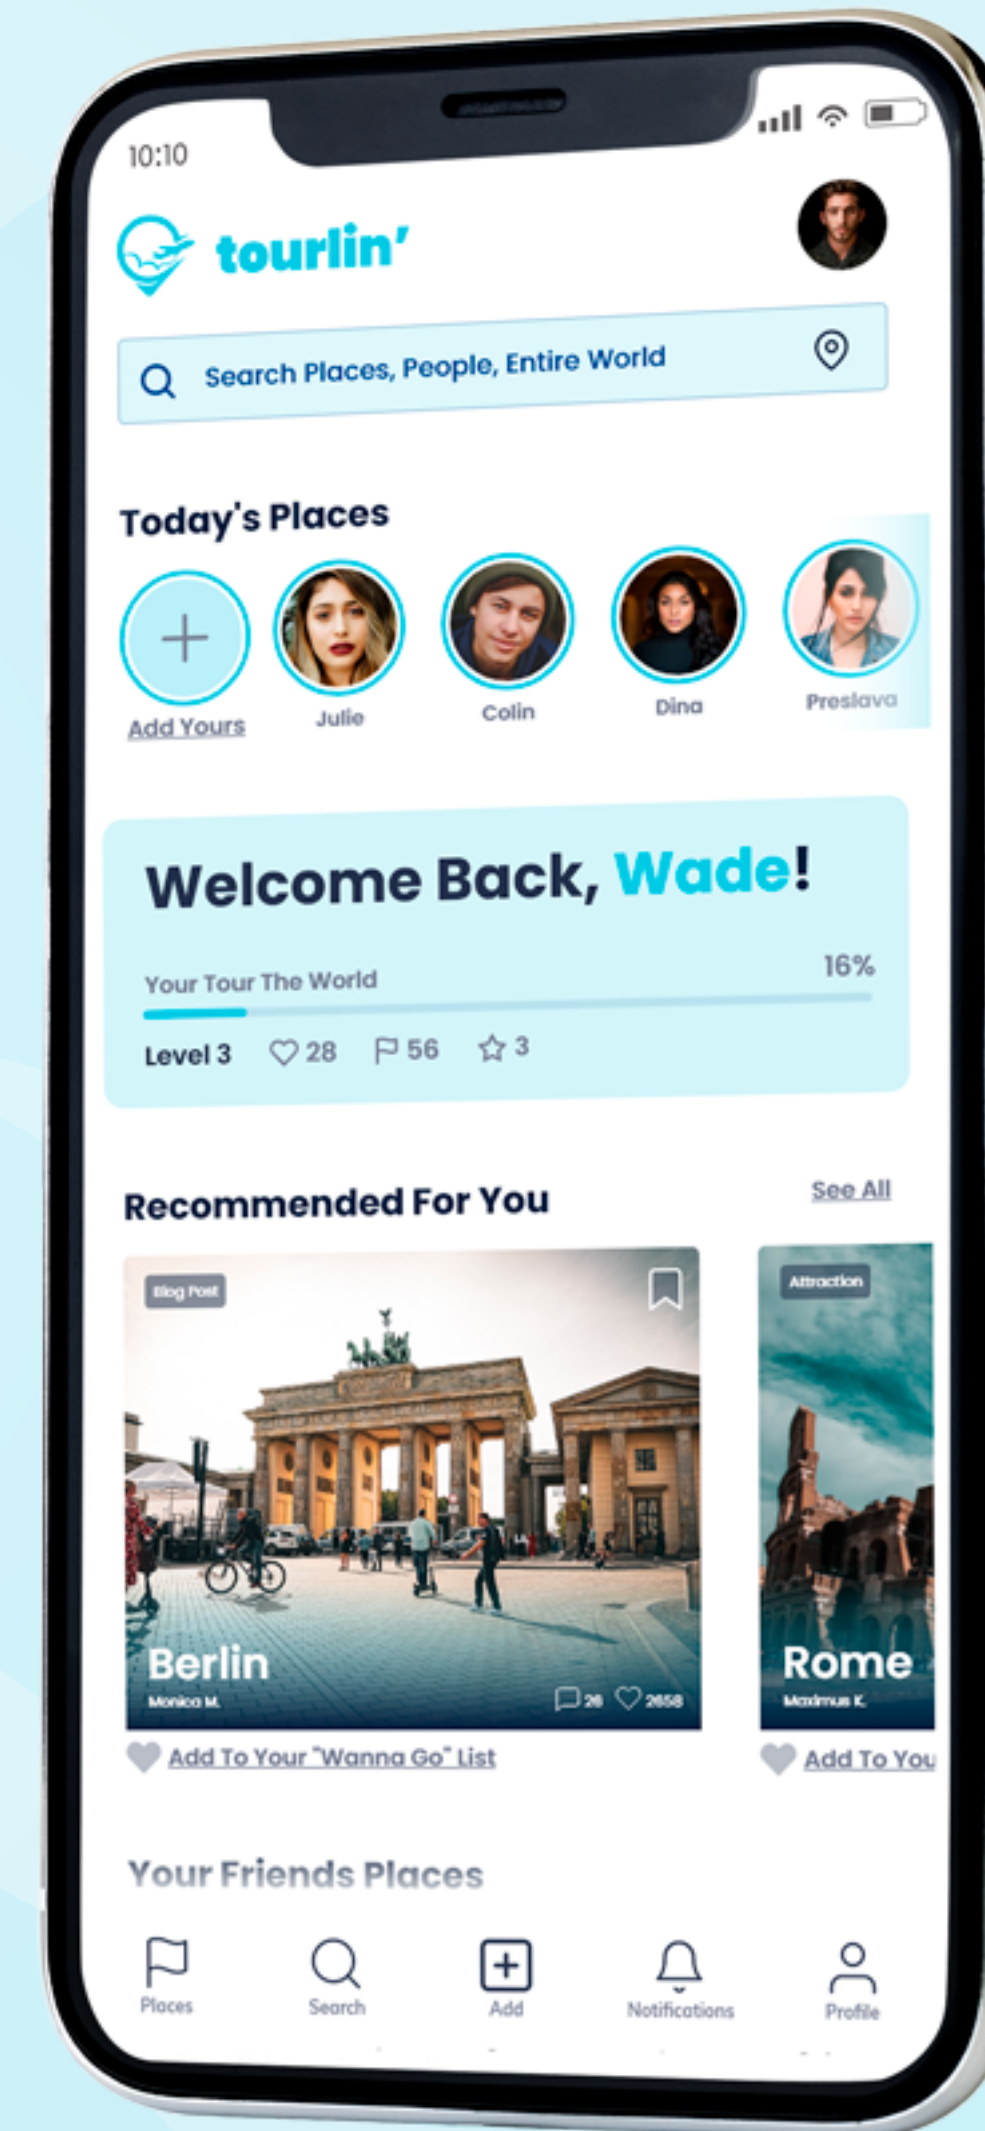 10:10
tourlin'
Search Places, People, Entire World
Today's Places
Add Yours
Julie
Colin
Dina
Preslava
Welcome Back, Wade!
Your Tour The World
16%
Level 3
28
56
3
Recommended For You
See All
Blog Post
Berlin
Monica M.
26
2658
Add To Your "Wanna Go" List
Attraction
Rome
Maximus K.
Add To You
Your Friends Places
Places
Search
Add
Notifications
Profile